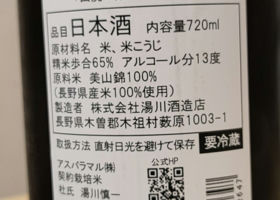 品目 日本酒 内容量720ml
原材料名 米、米こうじ
精米歩合65% アルコール分13度
原料米 美山錦100%
(長野県産米100%使用)
製造者 株式会社湯川酒造店
長野県木曽郡木祖村薮原1003-1
取扱方法 直射日光を避けて保存 要冷蔵
公式HP
アスパラマル㈱
契約栽培米
杜氏 湯川慎一